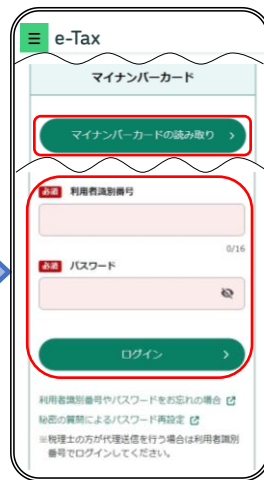 ≡ e-Tax
マイナンバーカード
マイナンバーカードの読み取り >
必須 利用者識別番号
0/16
必須 パスワード
ログイン >
利用者識別番号やパスワードをお忘れの場合
秘密の質問によるパスワード再設定
※税理士の方が代理送信を行う場合は利用者識別
番号でログインしてください。